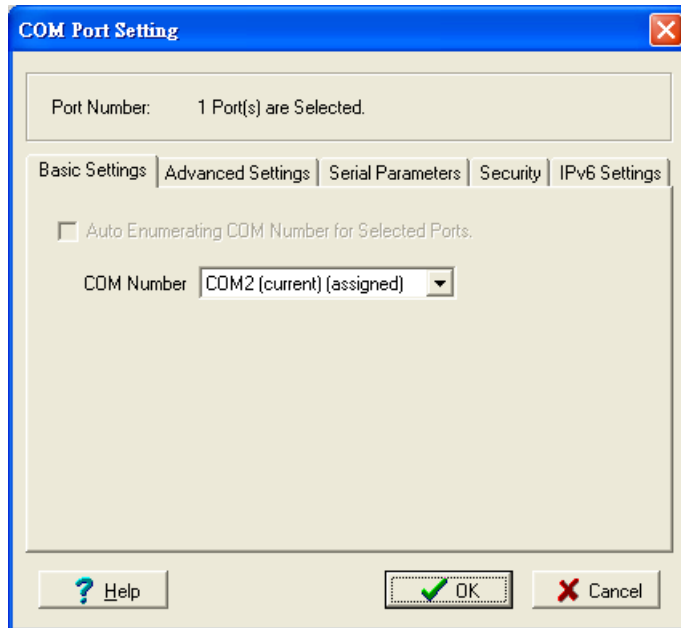 COM Port Setting
Port Number: 1 Port(s) are Selected.
Basic Settings Advanced Settings Serial Parameters Security IPv6 Settings
Auto Enumerating COM Number for Selected Ports.
COM Number COM2 (current) (assigned)
? Help OK Cancel